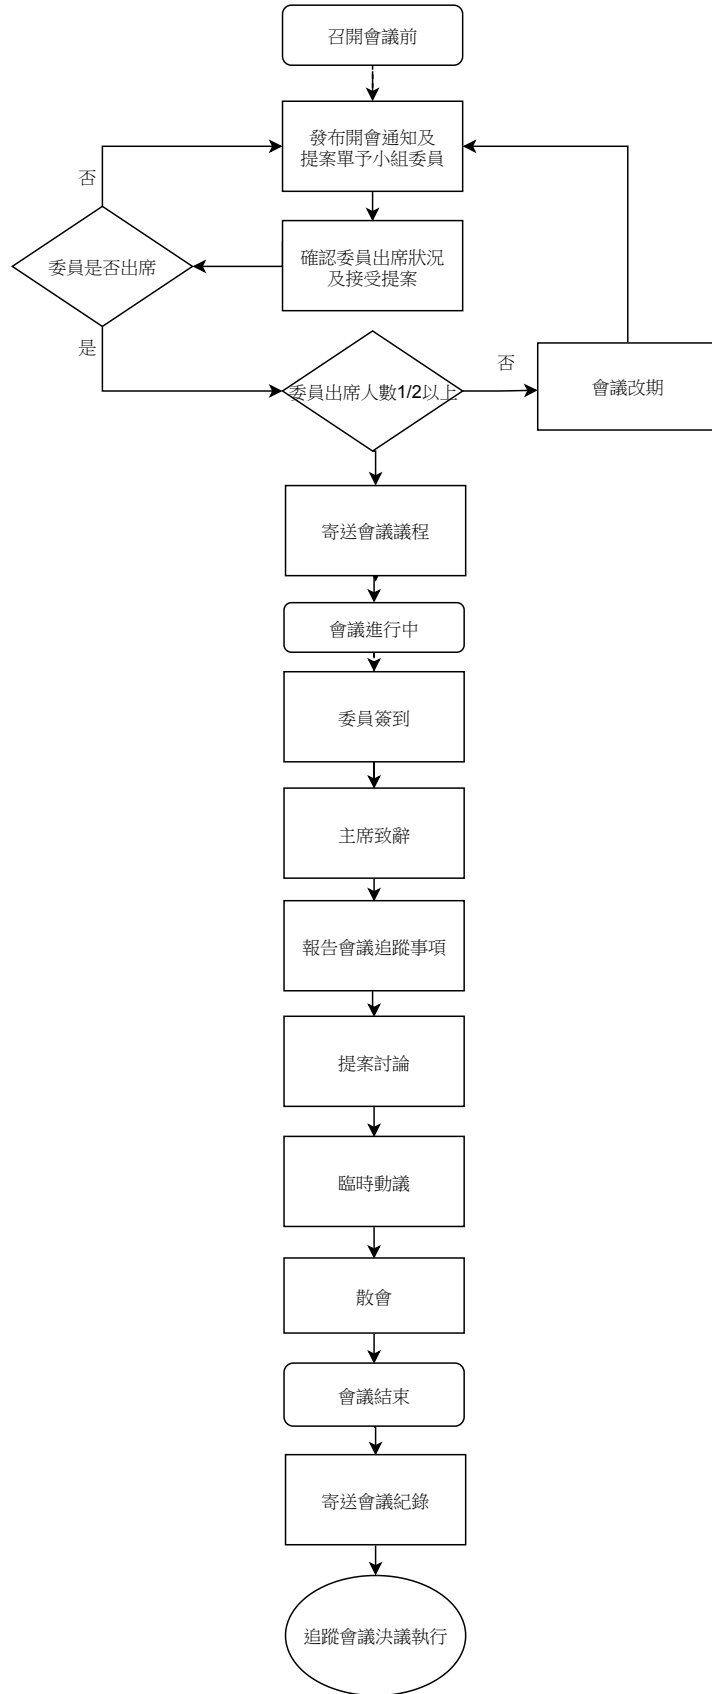 召開會議前
發布開會通知及
提案單予小組委員
否
確認委員出席狀況
及接受提案
委員是否出席
是
委員出席人數1/2以上
否
會議改期
寄送會議議程
會議進行中
委員簽到
主席致辭
報告會議追蹤事項
提案討論
臨時動議
散會
會議結束
寄送會議紀錄
追蹤會議決議執行